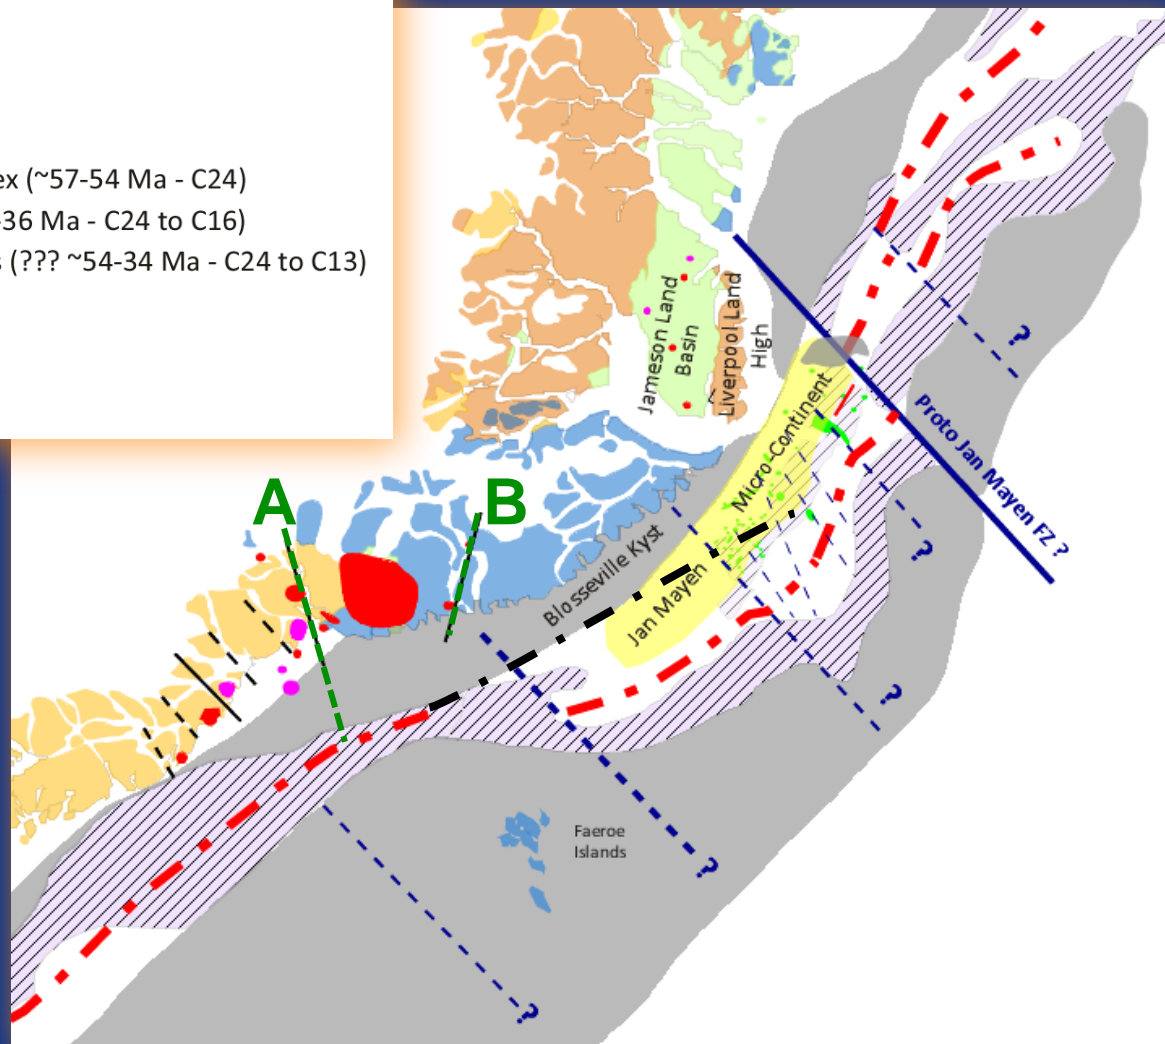 ex (~57-54 Ma - C24)
-36 Ma - C24 to C16)
s (??? ~54-34 Ma - C24 to C13)
Jameson Land
Basin
Liverpool Land
High
?
Micro-Continent
Proto Jan Mayen FZ ?
A
B
Blosseville Kyst
Jan Mayen
?
?
Faeroe
Islands
?
?